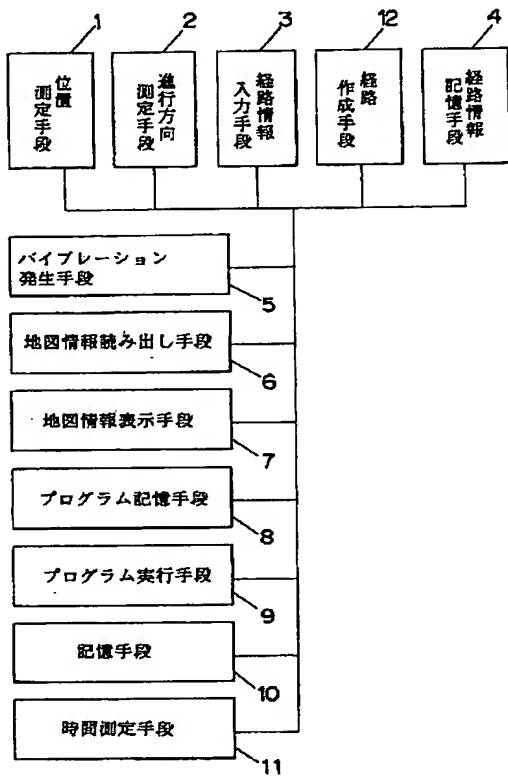 1
2
3
12
4
位置
測定手段
進行方向
測定手段
経路情報
入力手段
経路
作成手段
経路情報
記憶手段
バイブレーション
発生手段
5
地図情報読み出し手段
6
地図情報表示手段
7
プログラム記憶手段
8
プログラム実行手段
9
記憶手段
10
時間測定手段
11